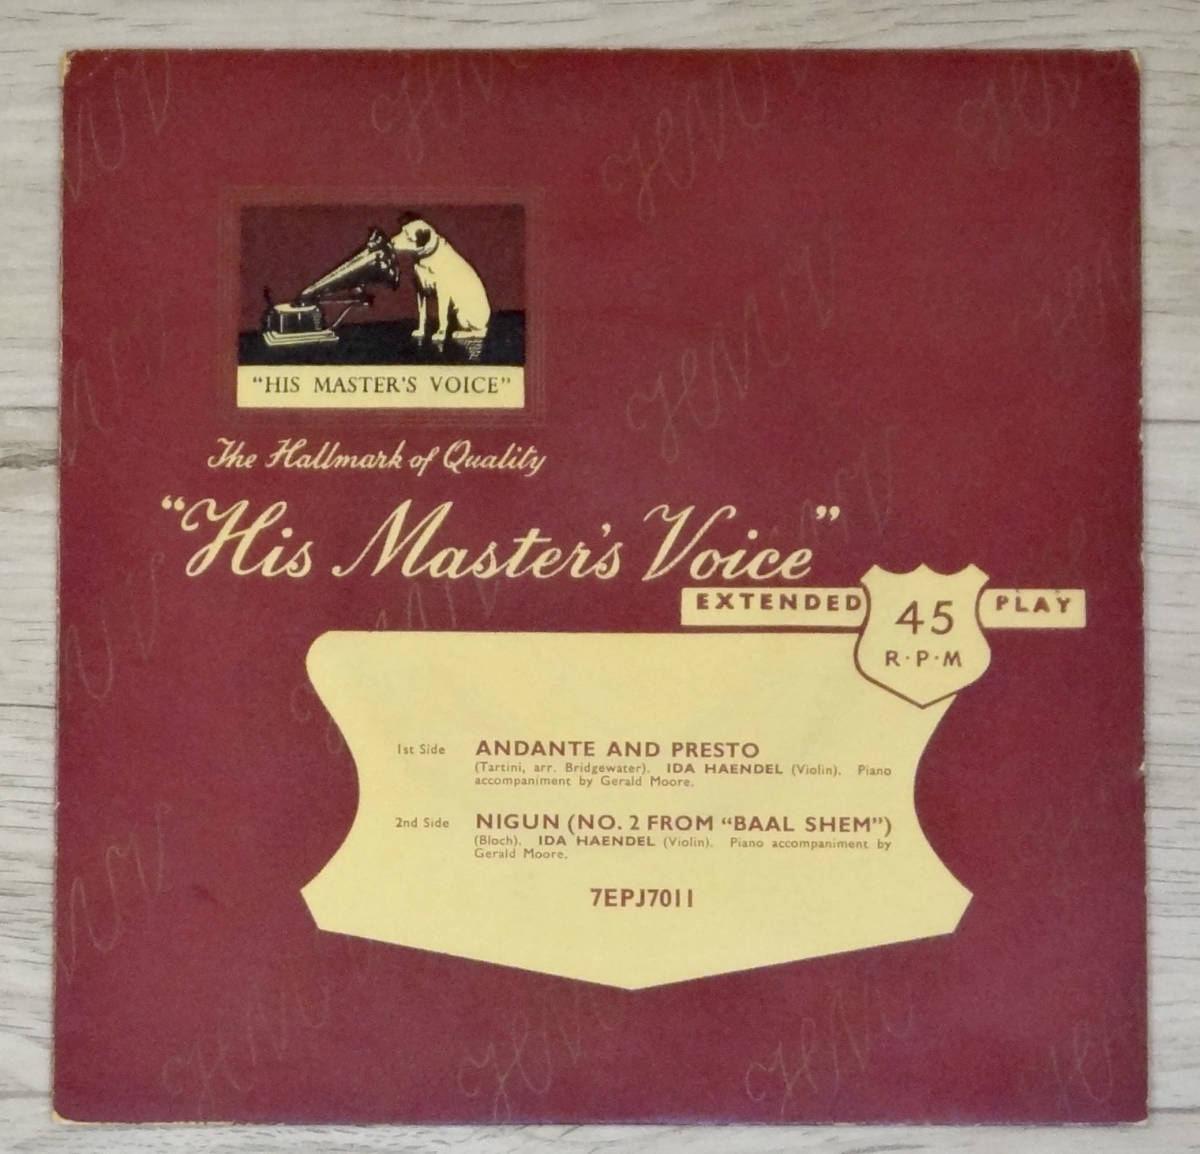 "HIS MASTER'S VOICE"
The Hallmark of Quality
"His Master's Voice"
EXTENDED 45 PLAY
R·P·M
1st Side ANDANTE AND PRESTO
(Tartini, arr. Bridgewater). IDA HAENDEL (Violin). Piano
accompaniment by Gerald Moore.
2nd Side NIGUN (NO. 2 FROM "BAAL SHEM")
(Bloch). IDA HAENDEL (Violin). Piano accompaniment by
Gerald Moore.
7EPJ7011